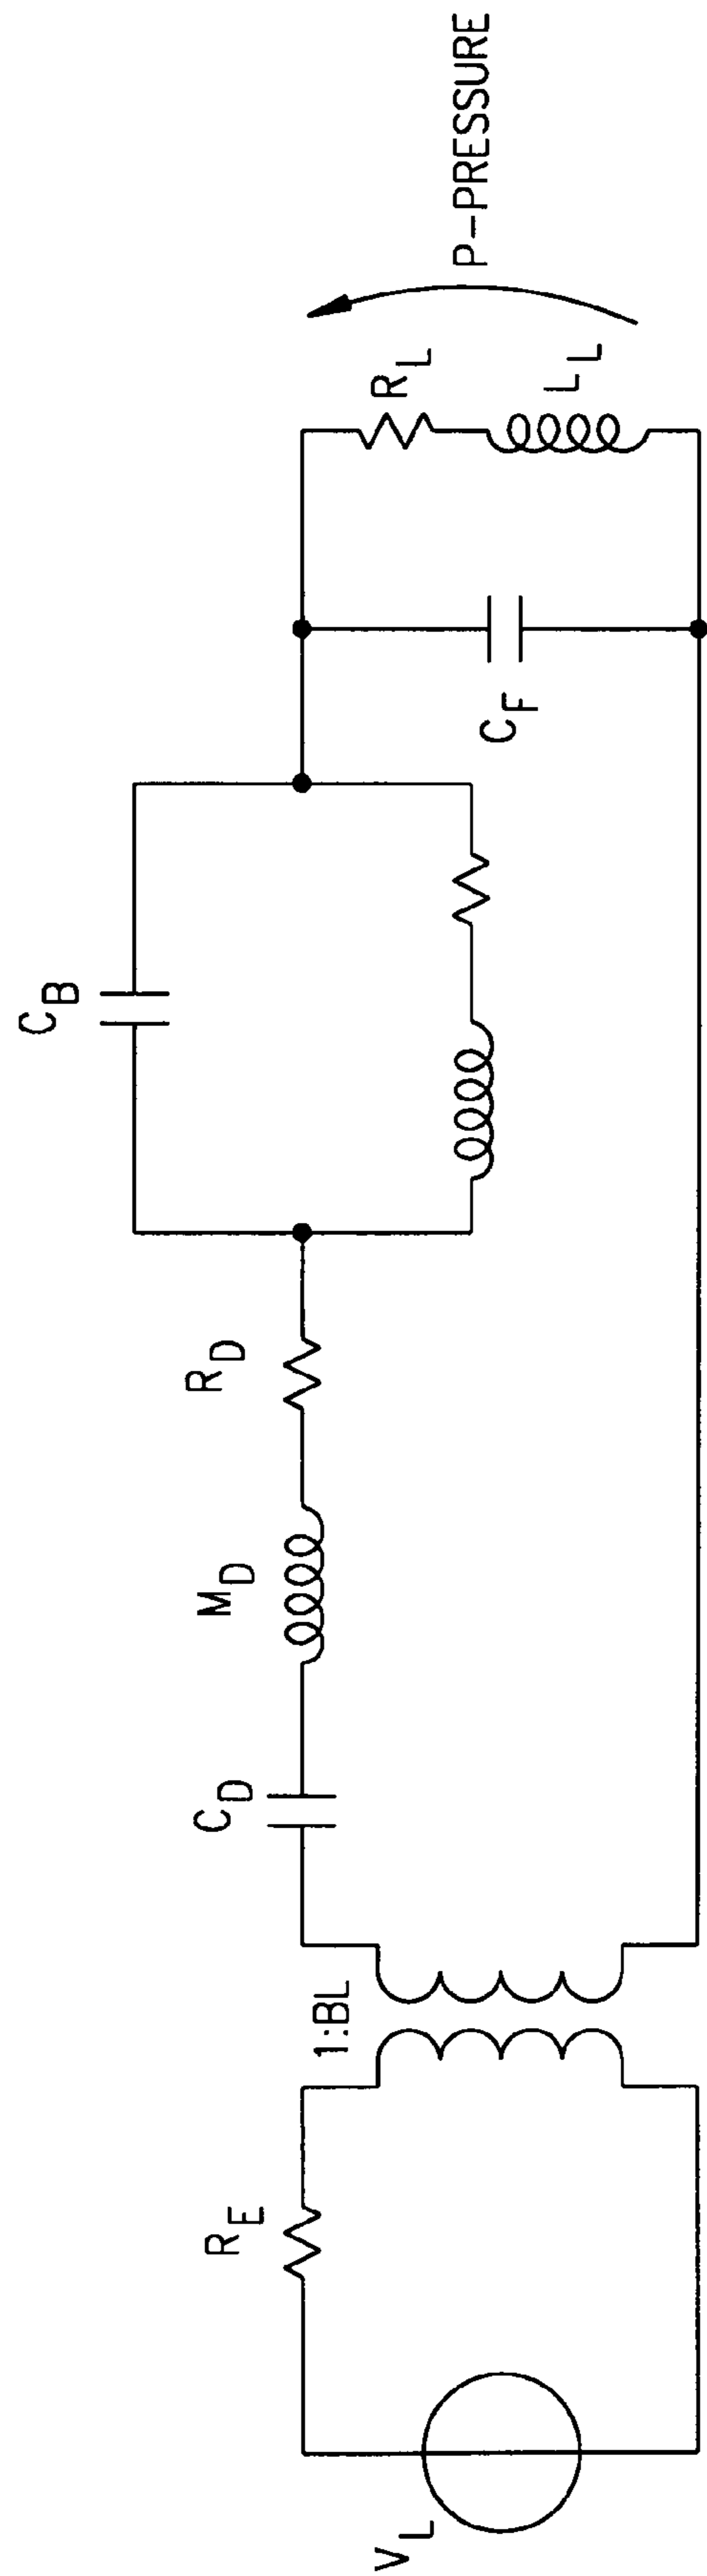 V_L
R_E
1:BL
C_D
M_D
R_D
C_B
C_F
R_L
L_L
P-PRESSURE